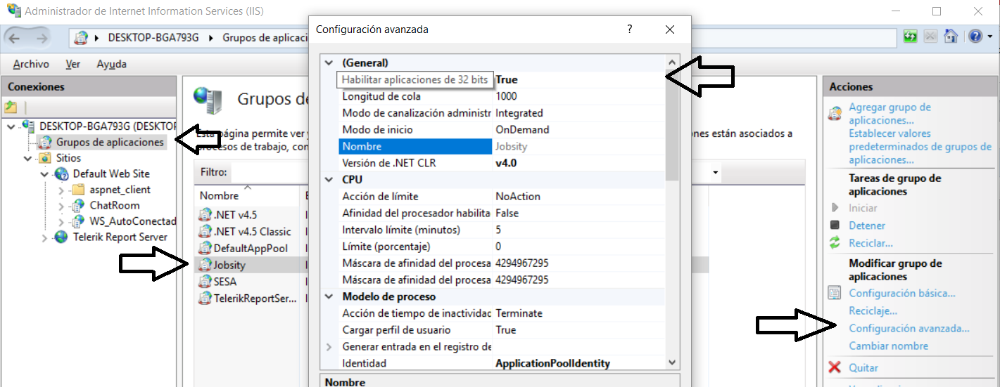 Administrador de Internet Information Services (IIS)
DESKTOP-BGA793G
Grupos de aplicaci
Archivo Ver Ayuda
Conexiones
DESKTOP-BGA793G (DESKTOP
Grupos de aplicaciones
Sitios
Default Web Site
aspnet_client
ChatRoom
WS_AutoConectad
Telerik Report Server
Grupos de
Esta página permite ver y
procesos de trabajo, con
ones están asociados a
Filtro:
Nombre
.NET v4.5
.NET v4.5 Classic
DefaultAppPool
Jobsity
SESA
TelerikReportSer...
Configuración avanzada ?
(General)
Habilitar aplicaciones de 32 bits True
Longitud de cola 1000
Modo de canalización administr Integrated
Modo de inicio OnDemand
Nombre Jobsity
Versión de .NET CLR v4.0
CPU
Acción de límite NoAction
Afinidad del procesador habilita False
Intervalo límite (minutos) 5
Límite (porcentaje) 0
Máscara de afinidad del procesa 4294967295
Máscara de afinidad del procesa 4294967295
Modelo de proceso
Acción de tiempo de inactividad Terminate
Cargar perfil de usuario True
Generar entrada en el registro de
Identidad ApplicationPoolIdentity
Nombre
Acciones
Agregar grupo de
aplicaciones...
Establecer valores
predeterminados de grupos de
aplicaciones...
Tareas de grupo de
aplicaciones
Iniciar
Detener
Reciclar...
Modificar grupo de
aplicaciones
Configuración básica...
Reciclaje...
Configuración avanzada...
Cambiar nombre
Quitar